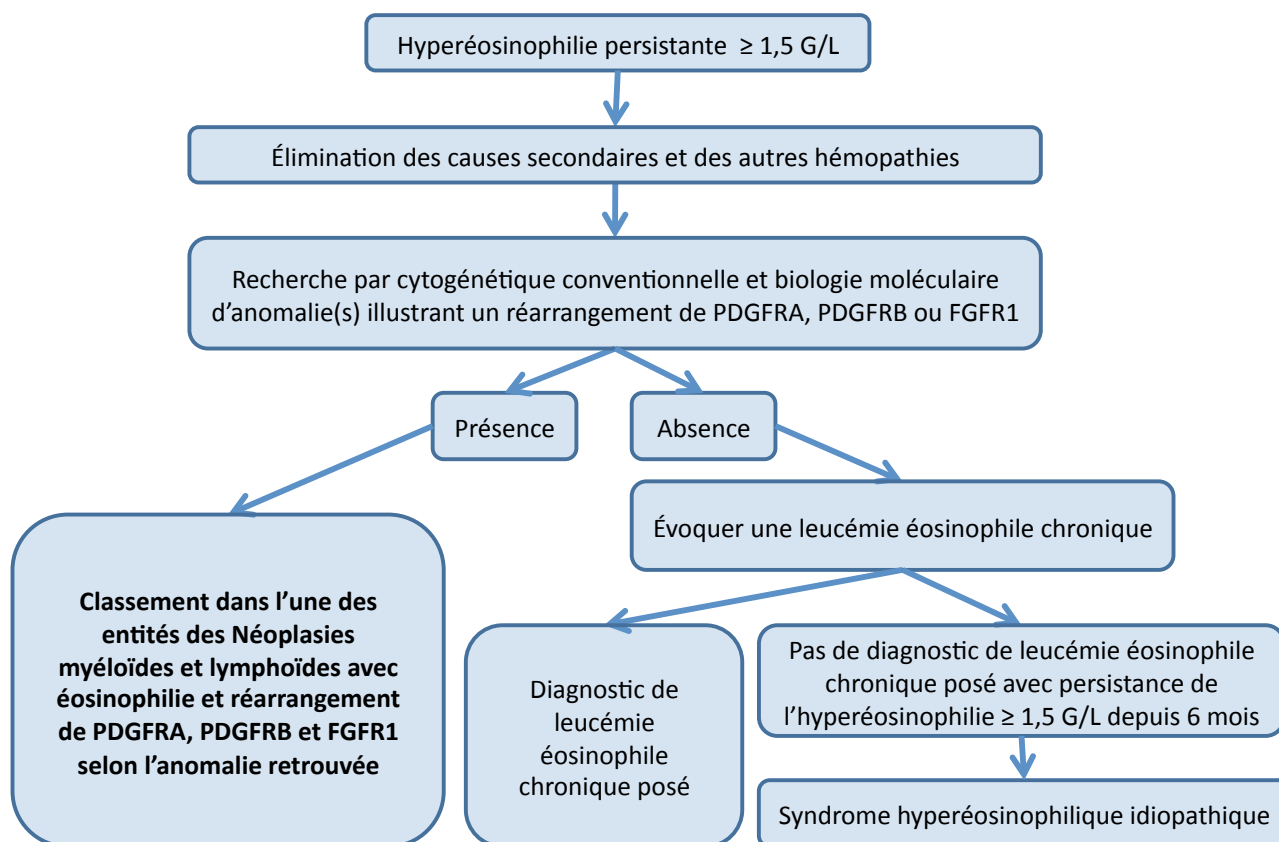 Hyperéosinophilie persistante ≥ 1,5 G/L
Élimination des causes secondaires et des autres hémopathies
Recherche par cytogénétique conventionnelle et biologie moléculaire
d’anomalie(s) illustrant un réarrangement de PDGFRA, PDGFRB ou FGFR1
Présence
Absence
Évoquer une leucémie éosinophile chronique
Classement dans l’une des
entités des Néoplasies
myéloïdes et lymphoïdes avec
éosinophilie et réarrangement
de PDGFRA, PDGFRB et FGFR1
selon l’anomalie retrouvée
Diagnostic de
leucémie
éosinophile
chronique posé
Pas de diagnostic de leucémie éosinophile
chronique posé avec persistance de
l’hyperéosinophilie ≥ 1,5 G/L depuis 6 mois
Syndrome hyperéosinophilique idiopathique